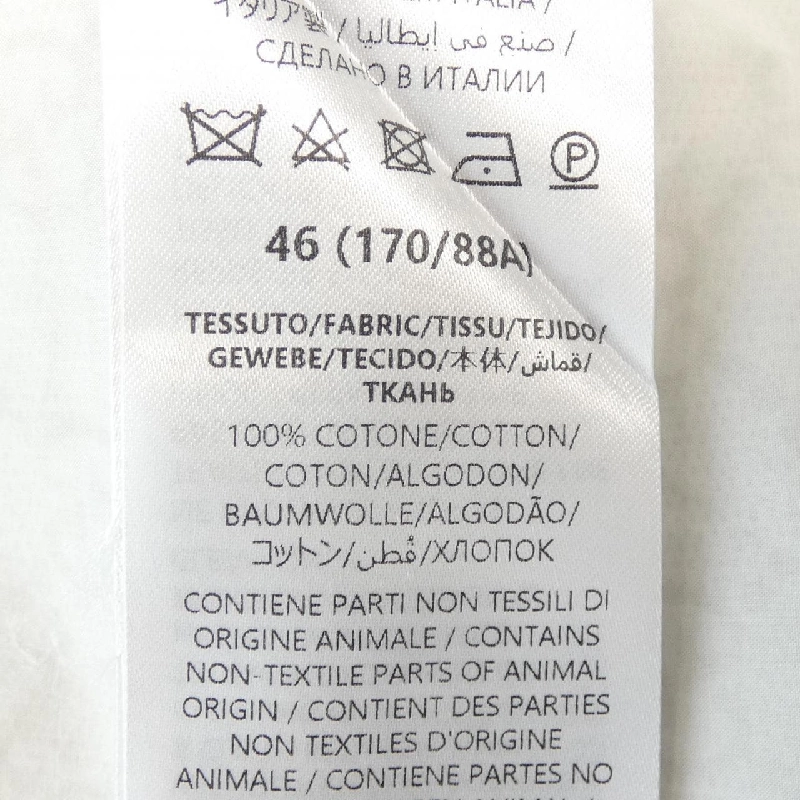 ITALIA /
イタリア製 / صنع في إيطاليا /
СДЕЛАНО В ИТАЛИИ
P
46 (170/88A)
TESSUTO/FABRIC/TISSU/TEJIDO/
GEWEBE/TECIDO/本体/قماش/
ТКАНЬ
100% COTONE/COTTON/
COTON/ALGODON/
BAUMWOLLE/ALGODÃO/
コットン/قُطن/ХЛОПОК
CONTIENE PARTI NON TESSILI DI
ORIGINE ANIMALE / CONTAINS
NON-TEXTILE PARTS OF ANIMAL
ORIGIN / CONTIENT DES PARTIES
NON TEXTILES D'ORIGINE
ANIMALE / CONTIENE PARTES NO